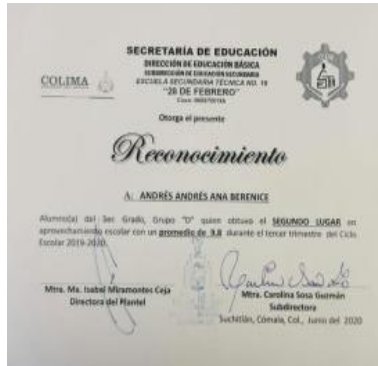 SECRETARÍA DE EDUCACIÓN
DIRECCIÓN DE EDUCACIÓN BÁSICA
SUBDIRECCIÓN DE EDUCACIÓN SECUNDARIA
COLIMA
ESCUELA SECUNDARIA TÉCNICA NO. 19
"28 DE FEBRERO"
Otorga el presente
Reconocimiento
A: ANDRÉS ANDRÉS ANA BERENICE
Alumno(a) del 3er Grado, Grupo "D" quien obtuvo el SEGUNDO LUGAR en
aprovechamiento escolar con un promedio de 9.8 durante el tercer trimestre del Ciclo
Escolar 2019-2020.
Mtra. Ma. Isabel Miramontes Ceja
Directora del Plantel
Mtra. Carolina Sosa Guzmán
Subdirectora
Suchitlán, Comala, Col., Junio del 2020